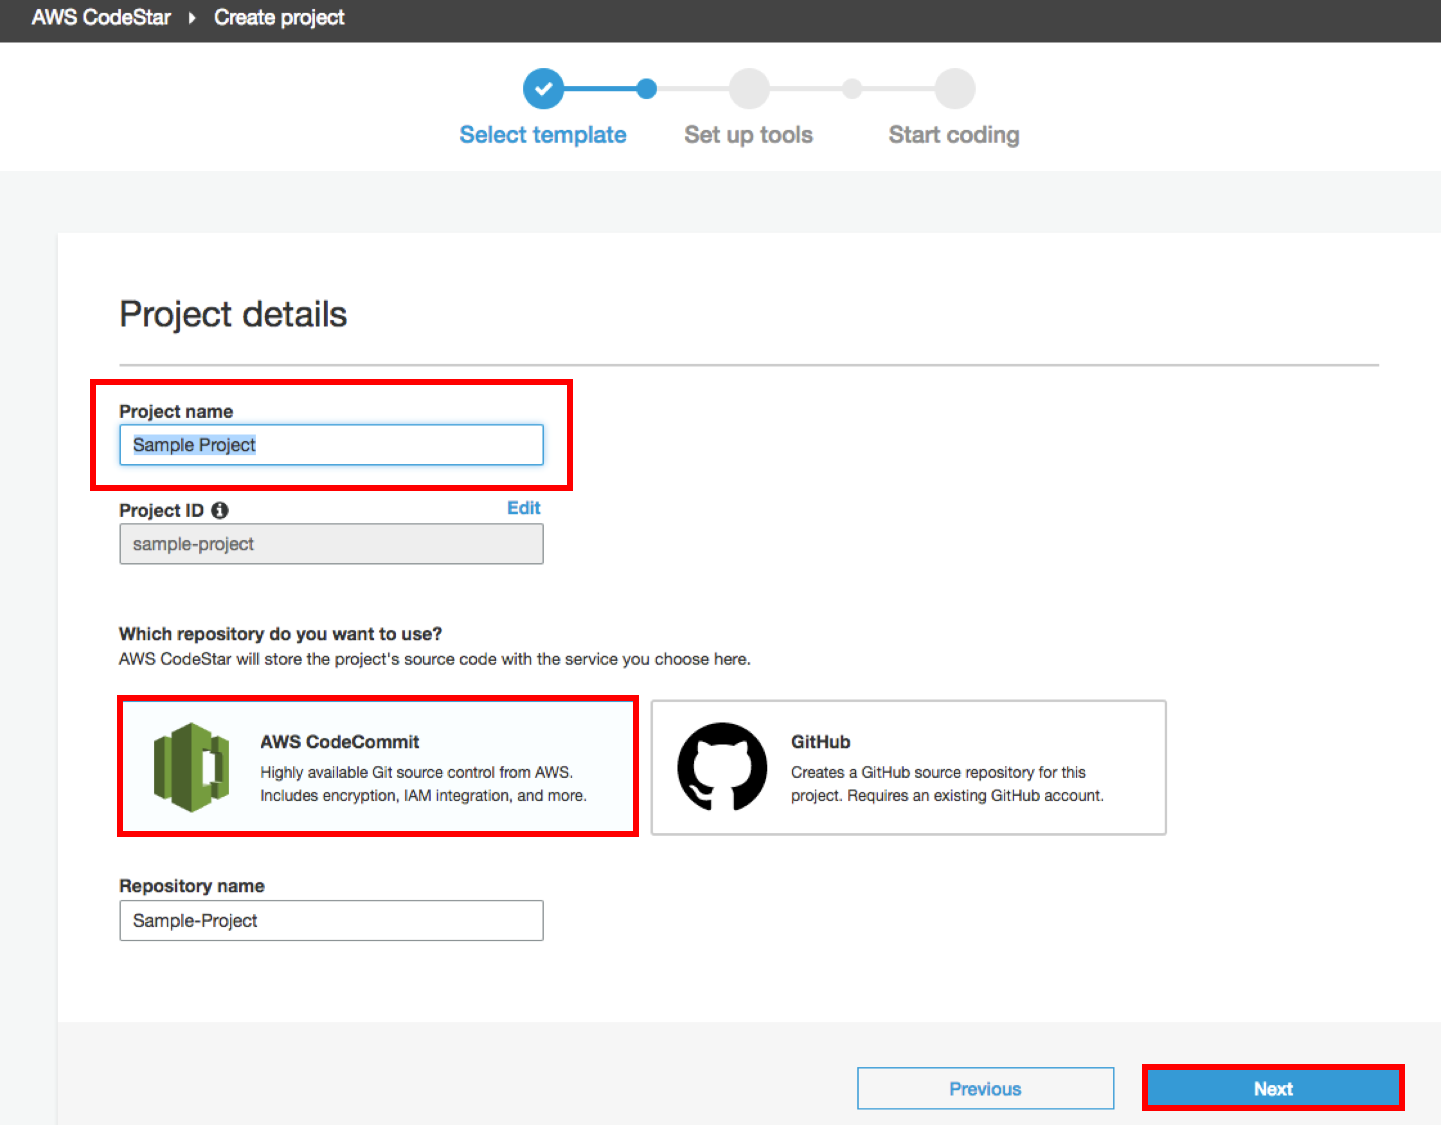 AWS CodeStar Create project
Select template Set up tools Start coding
Project details
Project name
Sample Project
Project ID Edit
sample-project
Which repository do you want to use?
AWS CodeStar will store the project's source code with the service you choose here.
AWS CodeCommit
Highly available Git source control from AWS.
Includes encryption, IAM integration, and more.
GitHub
Creates a GitHub source repository for this
project. Requires an existing GitHub account.
Repository name
Sample-Project
Previous Next